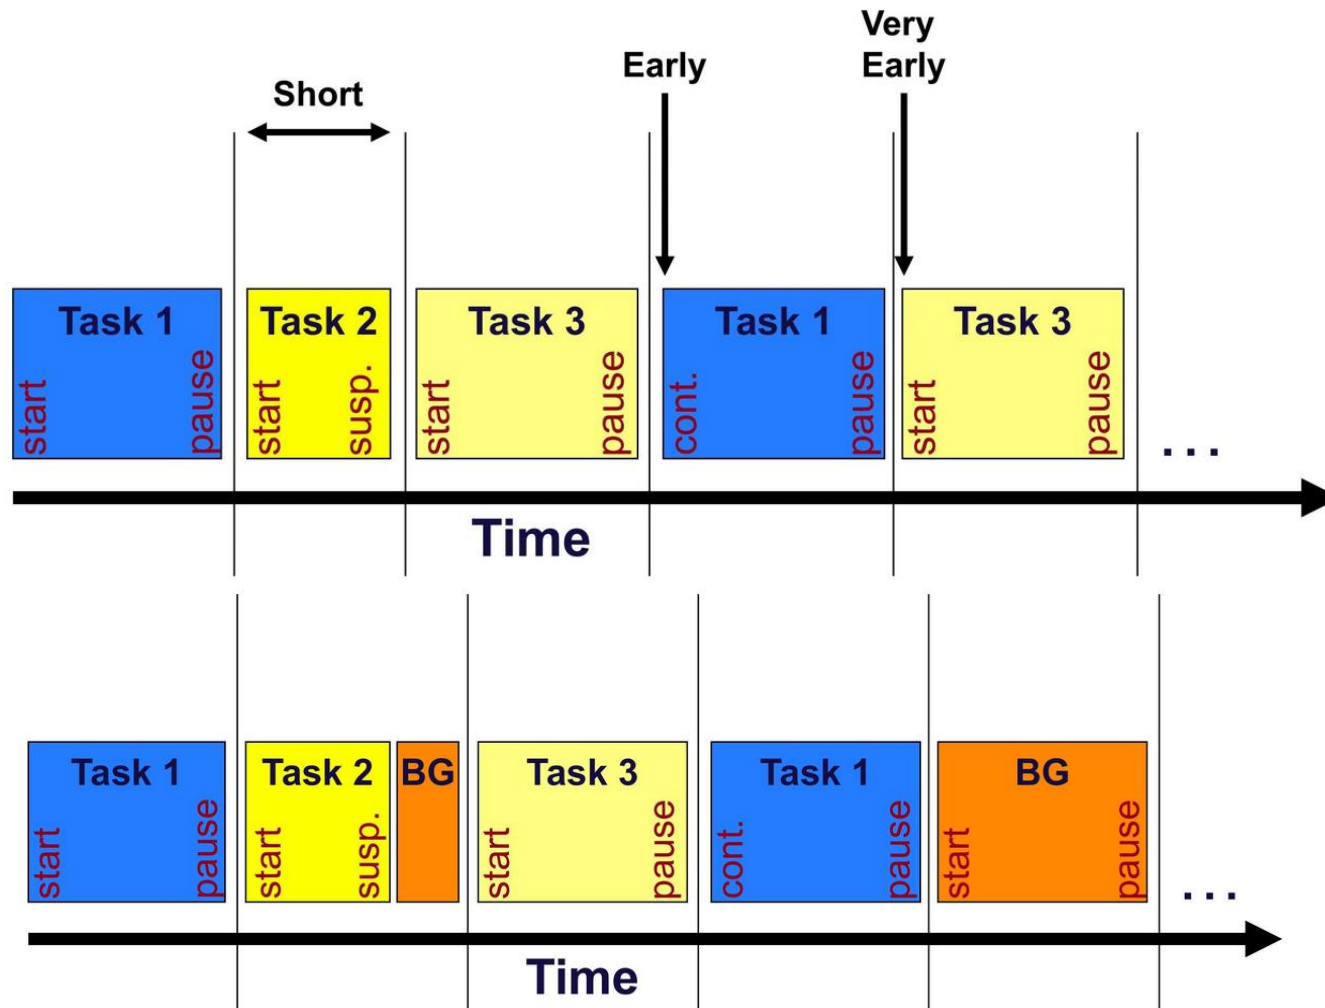 Very
Early
Early
Short
Task 1
start
pause
Task 2
start
susp.
Task 3
start
pause
Task 1
cont.
pause
Task 3
start
pause
...
Time
Task 1
start
pause
Task 2
start
susp.
BG
Task 3
start
pause
Task 1
cont.
pause
BG
start
pause
...
Time